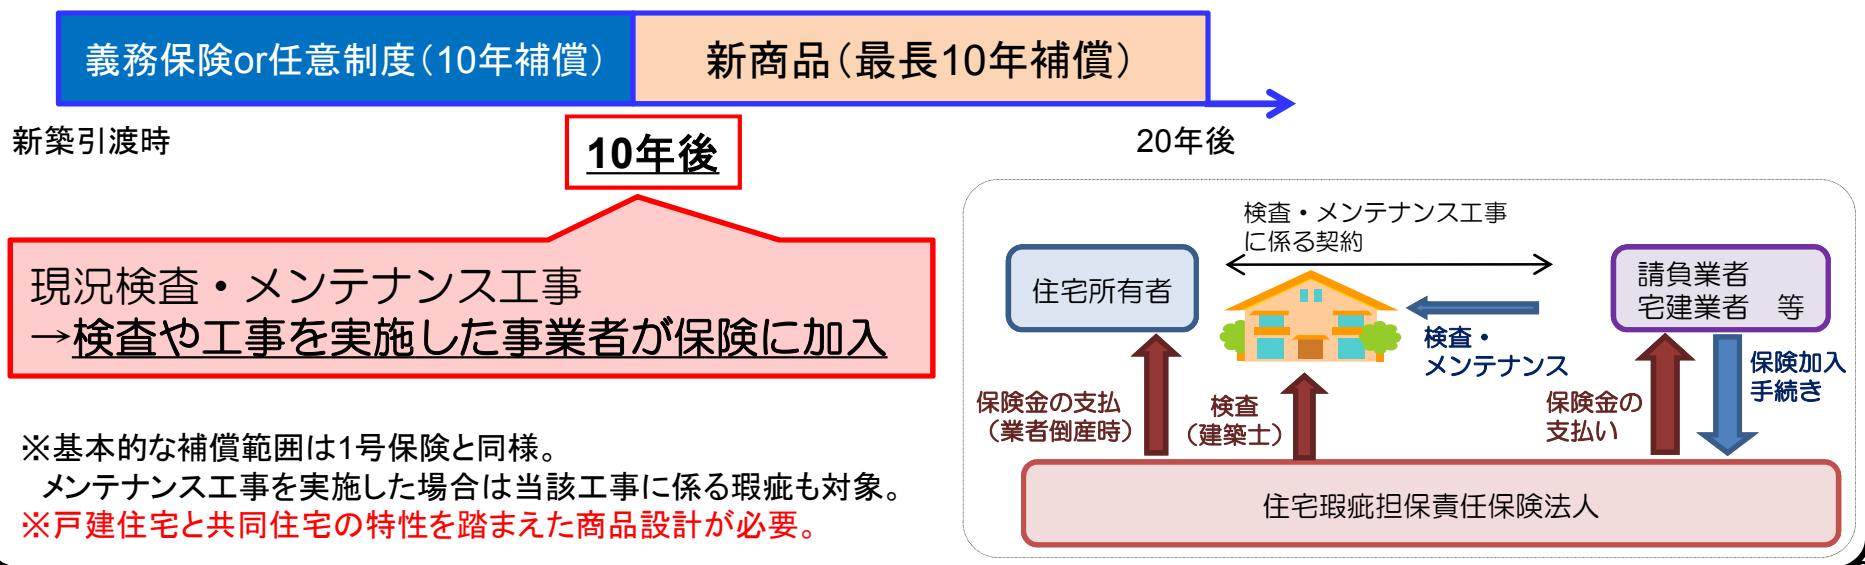 義務保険or任意制度（10年補償）
新商品（最長10年補償）
新築引渡時
10年後
20年後
現況検査・メンテナンス工事
→検査や工事を実施した事業者が保険に加入
※基本的な補償範囲は1号保険と同様。
メンテナンス工事を実施した場合は当該工事に係る瑕疵も対象。
※戸建住宅と共同住宅の特性を踏まえた商品設計が必要。
検査・メンテナンス工事
に係る契約
住宅所有者
請負業者
宅建業者　等
検査・
メンテナンス
保険加入
手続き
保険金の支払
（業者倒産時）
検査
（建築士）
保険金の
支払い
住宅瑕疵担保責任保険法人